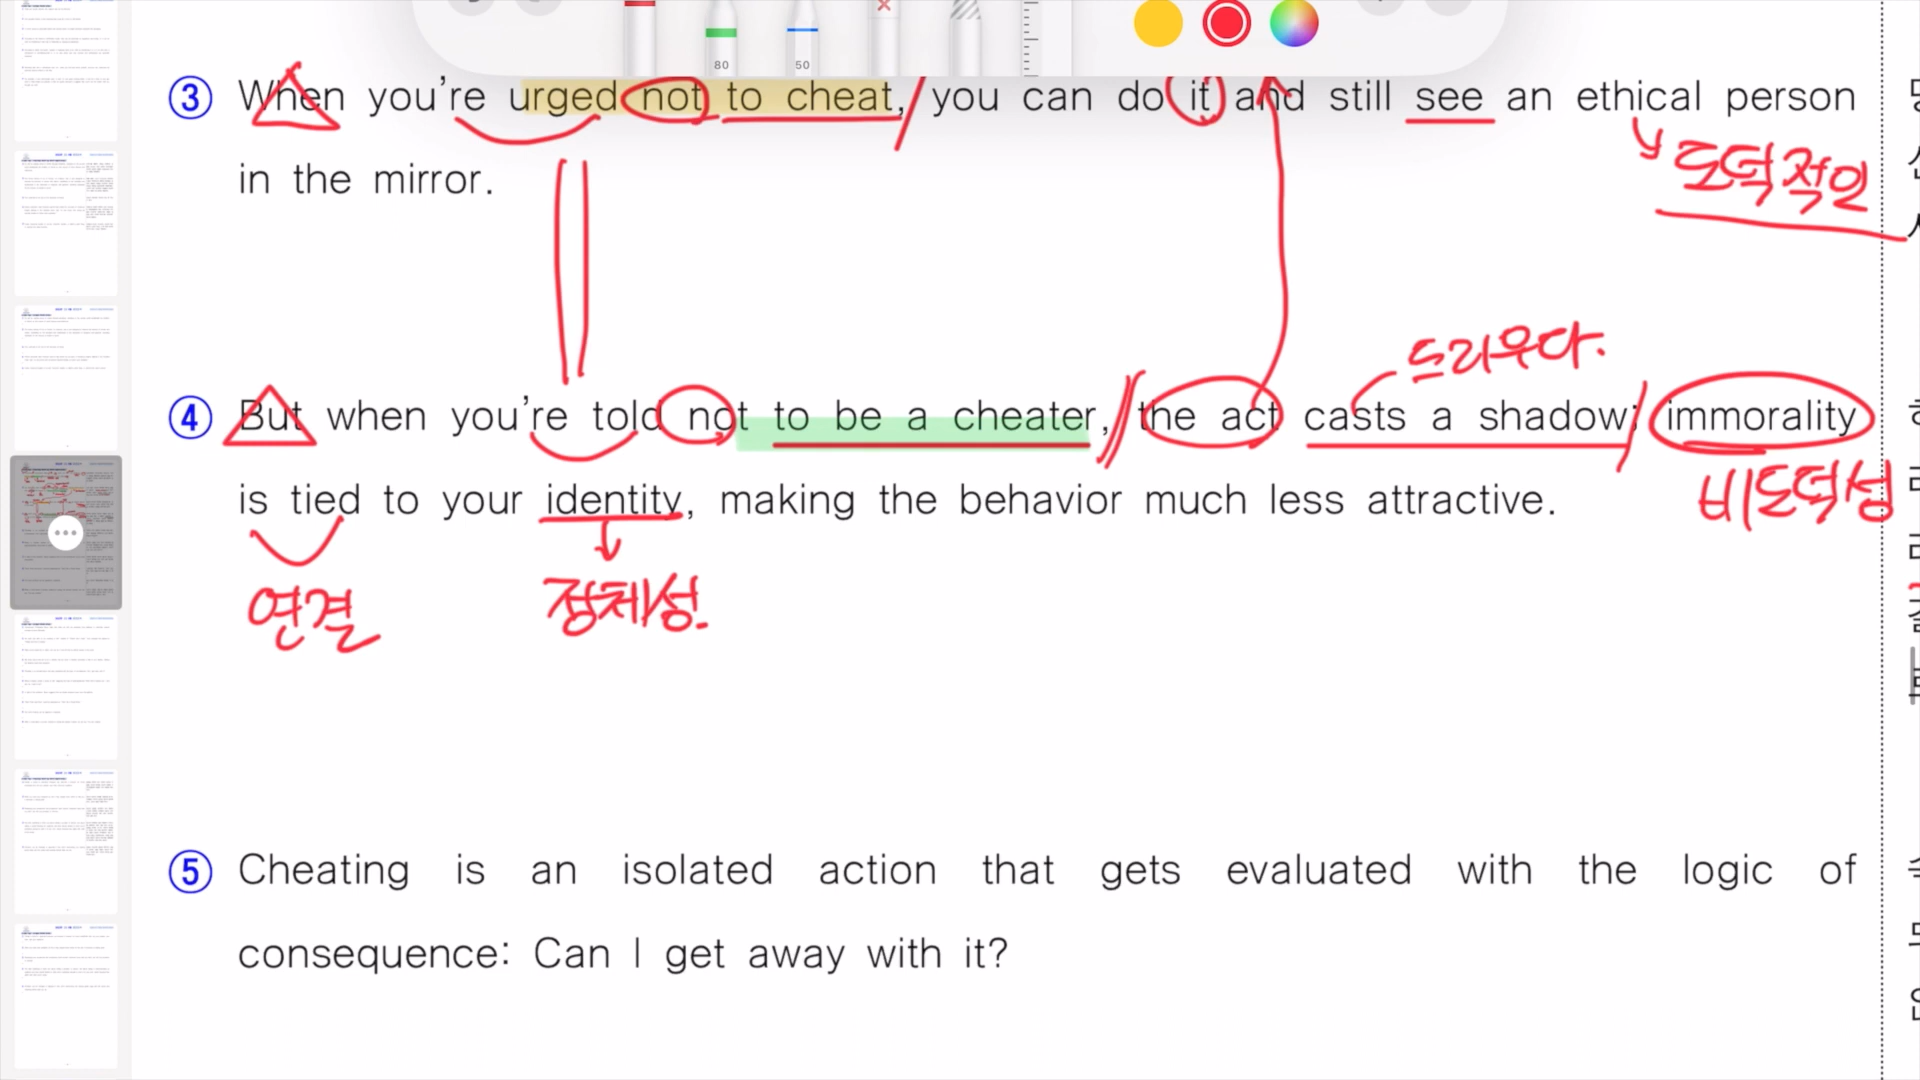 80
50
③ When you're urged not to cheat, you can do it and still see an ethical person
도덕적인
in the mirror.
드리우다.
④ But when you're told not to be a cheater, the act casts a shadow; immorality
비도덕성
is tied to your identity, making the behavior much less attractive.
연결
정체성.
⑤ Cheating is an isolated action that gets evaluated with the logic of
consequence: Can I get away with it?